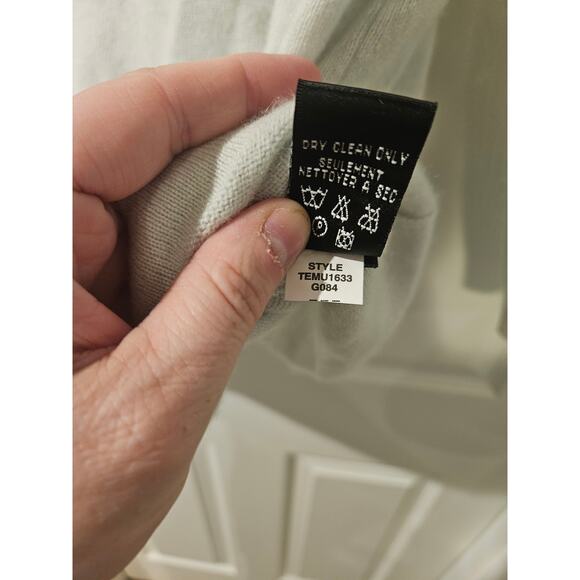 DRY CLEAN ONLY
SEULEMENT
NETTOYER A SEC
P
STYLE
TEMU1633
G084